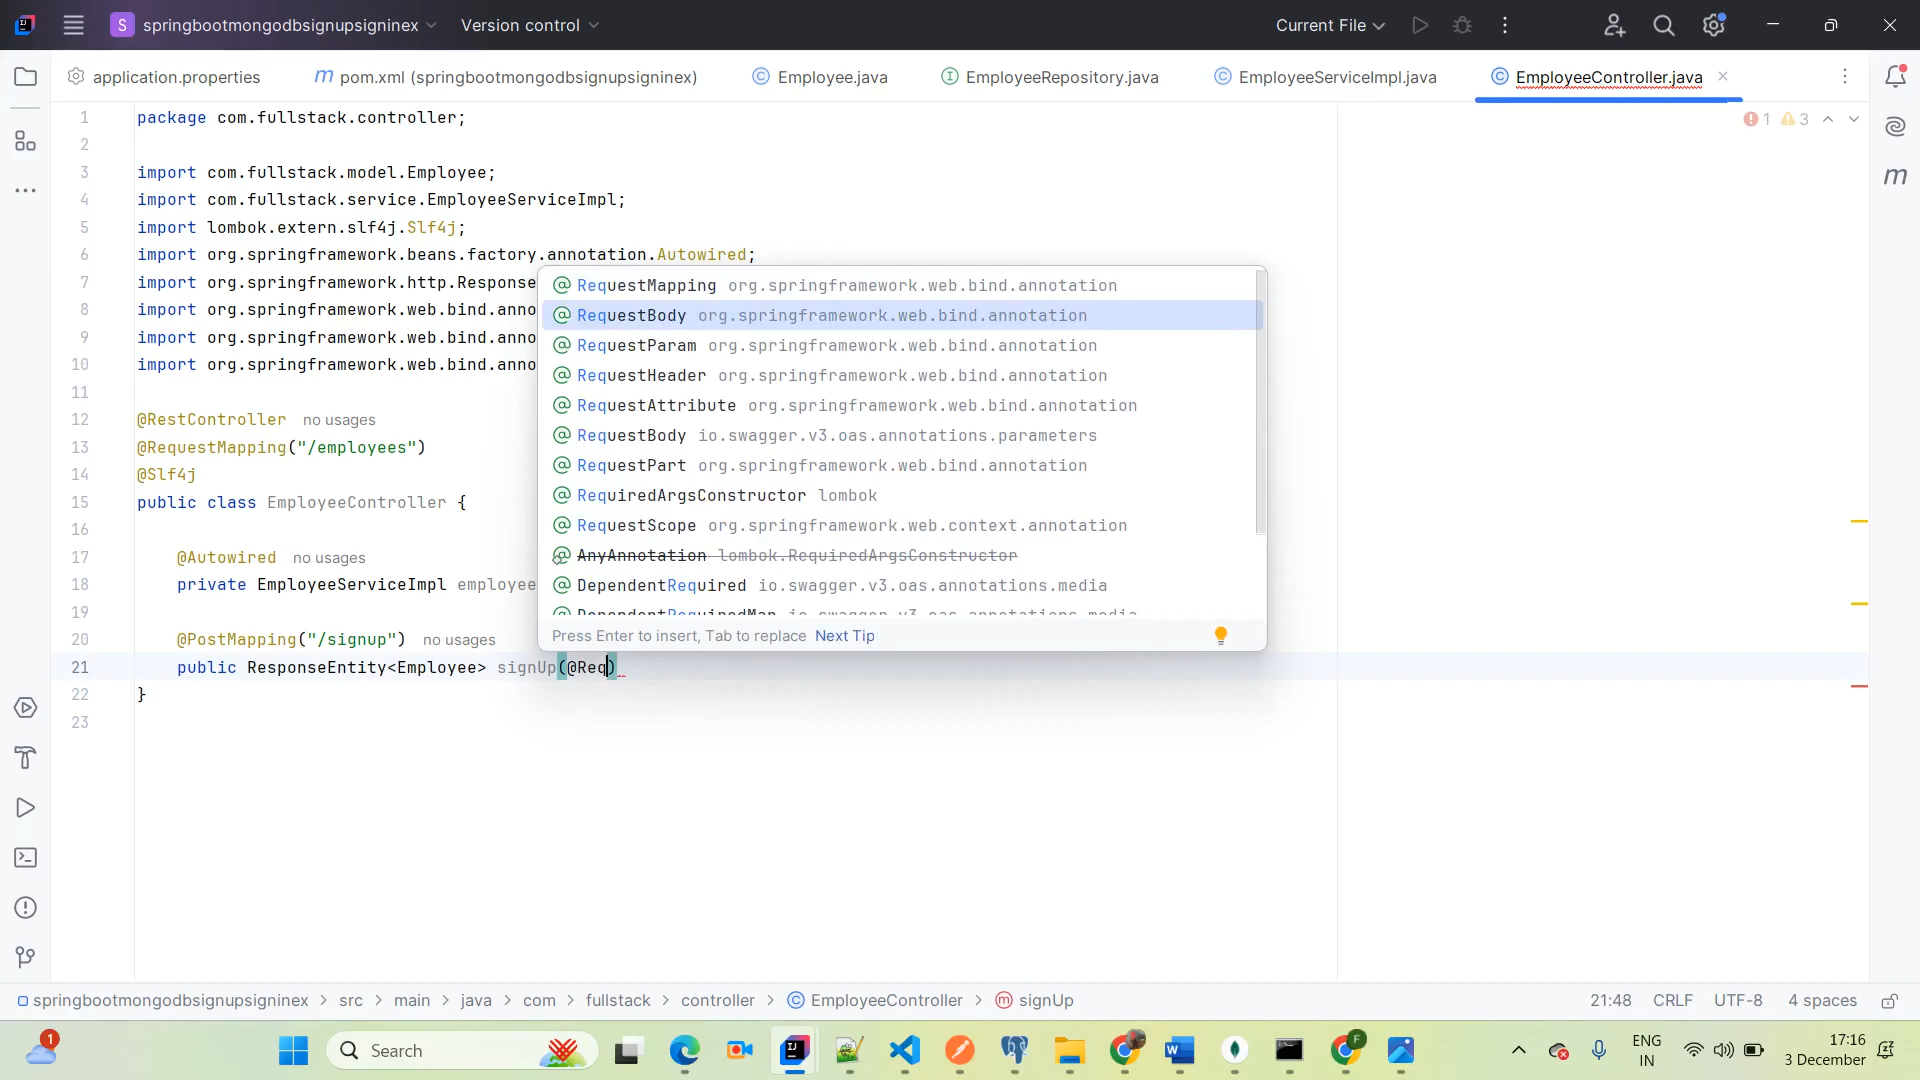 S springbootmongodbsignupsigninex Version control Current File
application.properties pom.xml (springbootmongodbsignupsigninex) Employee.java EmployeeRepository.java EmployeeServiceImpl.java EmployeeController.java
1 package com.fullstack.controller; 1 3
2
3 import com.fullstack.model.Employee;
4 import com.fullstack.service.EmployeeServiceImpl;
5 import lombok.extern.slf4j.Slf4j;
6 import org.springframework.beans.factory.annotation.Autowired;
7 import org.springframework.http.Response
8 import org.springframework.web.bind.anno
9 import org.springframework.web.bind.anno
10 import org.springframework.web.bind.anno
11
12 @RestController no usages
13 @RequestMapping("/employees")
14 @Slf4j
15 public class EmployeeController {
16
17 @Autowired no usages
18 private EmployeeServiceImpl employee
19
20 @PostMapping("/signup") no usages
21 public ResponseEntity<Employee> signUp(@Req)
22 }
23
RequestMapping org.springframework.web.bind.annotation
RequestBody org.springframework.web.bind.annotation
RequestParam org.springframework.web.bind.annotation
RequestHeader org.springframework.web.bind.annotation
RequestAttribute org.springframework.web.bind.annotation
RequestBody io.swagger.v3.oas.annotations.parameters
RequestPart org.springframework.web.bind.annotation
RequiredArgsConstructor lombok
RequestScope org.springframework.web.context.annotation
AnyAnnotation lombok.RequiredArgsConstructor
DependentRequired io.swagger.v3.oas.annotations.media
DependentRequiredMap io.swagger.v3.oas.annotations.media
Press Enter to insert, Tab to replace Next Tip
springbootmongodbsignupsigninex > src > main > java > com > fullstack > controller > EmployeeController > signUp 21:48 CRLF UTF-8 4 spaces
1 Search ENG 17:16
IN 3 December